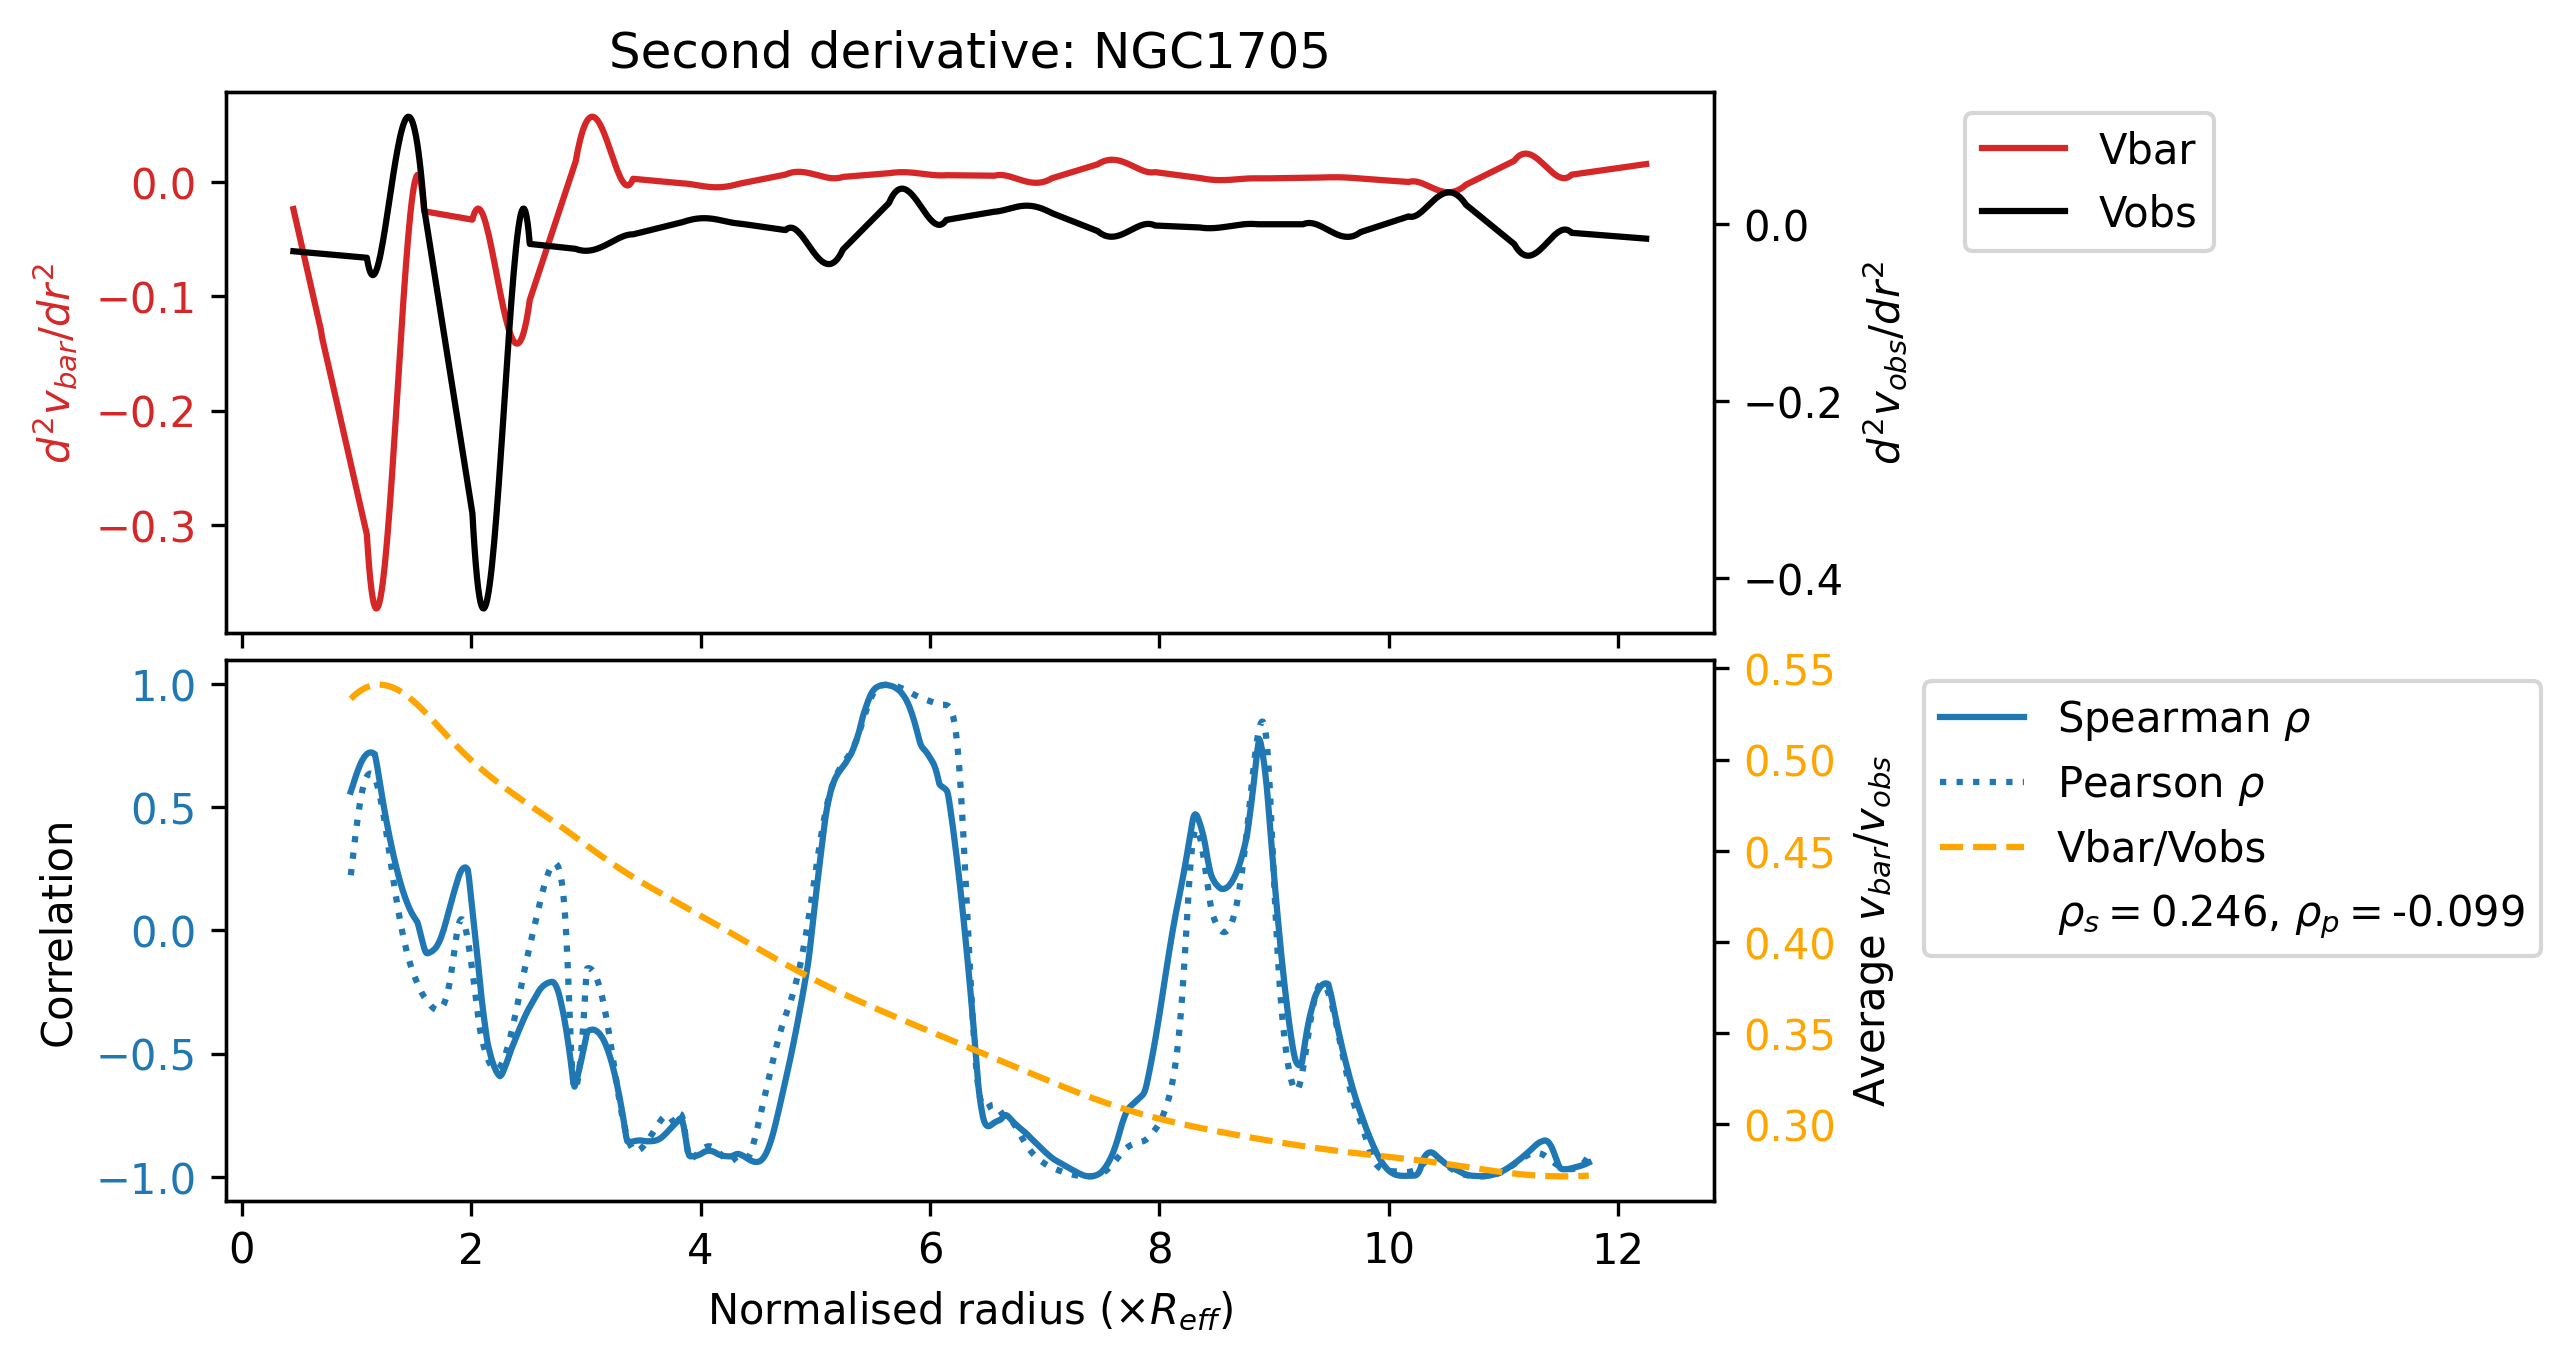 Second derivative: NGC1705
0.0
−0.1
−0.2
−0.3
d²v_bar/dr²
0.0
−0.2
−0.4
d²v_obs/dr²
Vbar
Vobs
1.0
0.5
0.0
−0.5
−1.0
Correlation
0.55
0.50
0.45
0.40
0.35
0.30
Average v_bar/v_obs
Spearman ρ
Pearson ρ
Vbar/Vobs
ρ_s = 0.246, ρ_p = -0.099
0 2 4 6 8 10 12
Normalised radius (×R_eff)